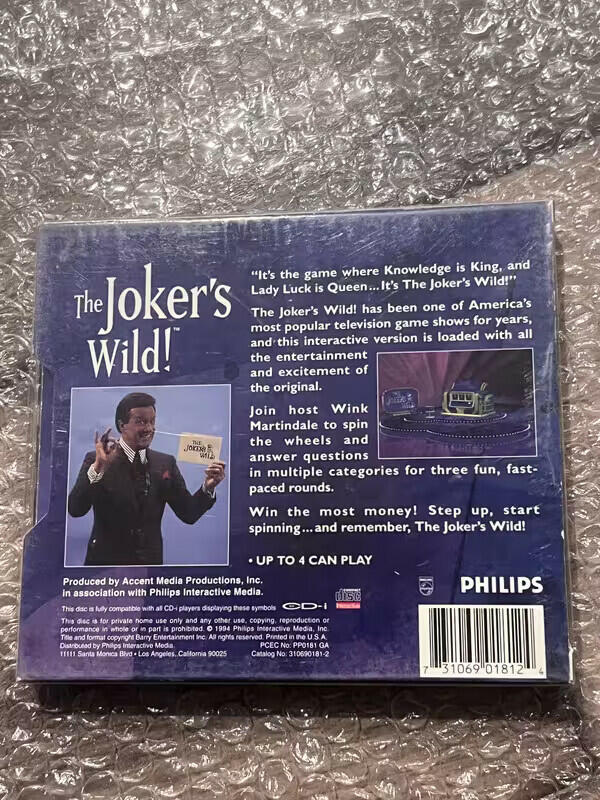 The Joker's
Wild!™
"It's the game where Knowledge is King, and
Lady Luck is Queen...It's The Joker's Wild!"
The Joker's Wild! has been one of America's
most popular television game shows for years,
and this interactive version is loaded with all
the entertainment
and excitement of
the original.
Join host Wink
Martindale to spin
the wheels and
answer questions
in multiple categories for three fun, fast-
paced rounds.
Win the most money! Step up, start
spinning...and remember, The Joker's Wild!
• UP TO 4 CAN PLAY
THE
JOKER'S
WILD
Produced by Accent Media Productions, Inc.
in association with Philips Interactive Media.
This disc is fully compatible with all CD-i players displaying these symbols
CD-i
DISC
PHILIPS
PHILIPS
This disc is for private home use only and any other use, copying, reproduction or
performance in whole or in part is prohibited. © 1994 Philips Interactive Media, Inc.
Title and format copyright Barry Entertainment Inc. All rights reserved. Printed in the U.S.A.
Distributed by Philips Interactive Media.
PCEC No: PP0181 GA
11111 Santa Monica Blvd • Los Angeles, California 90025
Catalog No: 310690181-2
7 31069 01812 4